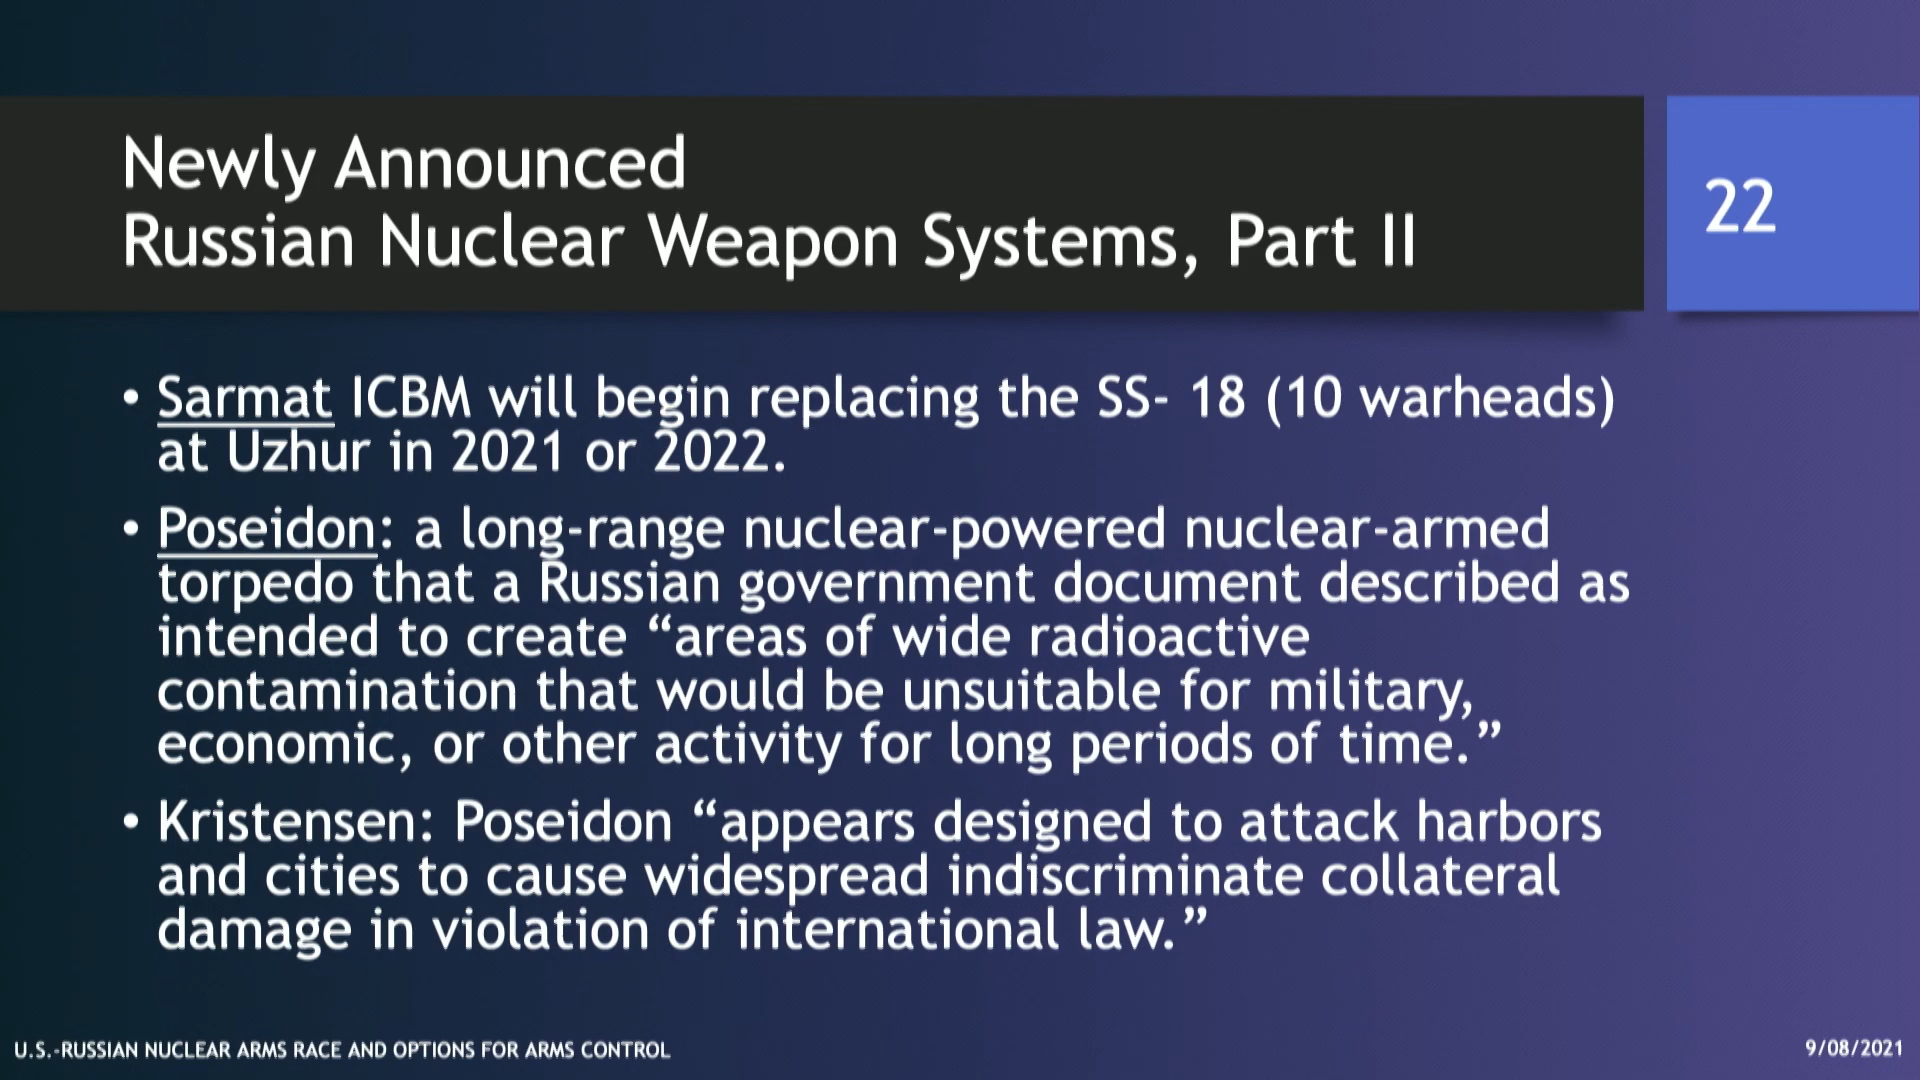 Newly Announced
Russian Nuclear Weapon Systems, Part II
22
• Sarmat ICBM will begin replacing the SS- 18 (10 warheads)
at Uzhur in 2021 or 2022.
• Poseidon: a long-range nuclear-powered nuclear-armed
torpedo that a Russian government document described as
intended to create “areas of wide radioactive
contamination that would be unsuitable for military,
economic, or other activity for long periods of time.”
• Kristensen: Poseidon “appears designed to attack harbors
and cities to cause widespread indiscriminate collateral
damage in violation of international law.”
U.S.-RUSSIAN NUCLEAR ARMS RACE AND OPTIONS FOR ARMS CONTROL
9/08/2021